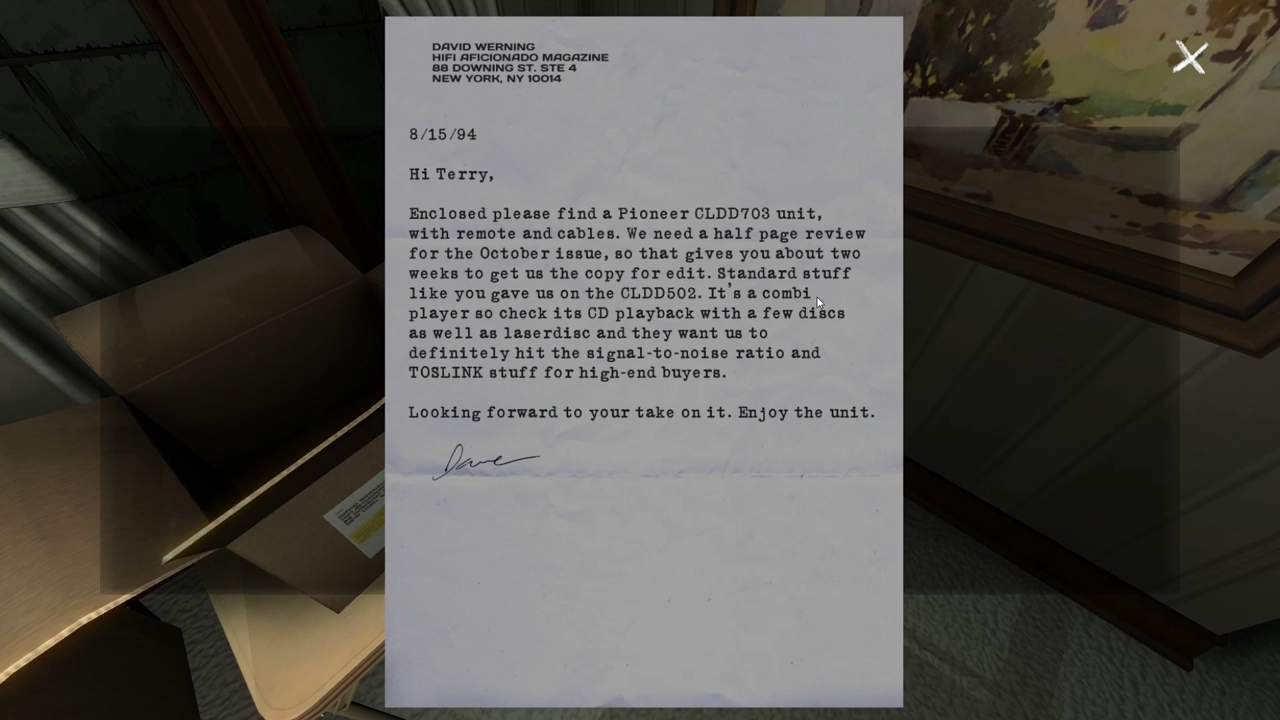 DAVID WERNING
HIFI AFICIONADO MAGAZINE
88 DOWNING ST. STE 4
NEW YORK, NY 10014
8/15/94
Hi Terry,
Enclosed please find a Pioneer CLDD703 unit,
with remote and cables. We need a half page review
for the October issue, so that gives you about two
weeks to get us the copy for edit. Standard stuff
like you gave us on the CLDD502. It's a combi
player so check its CD playback with a few discs
as well as laserdisc and they want us to
definitely hit the signal-to-noise ratio and
TOSLINK stuff for high-end buyers.
Looking forward to your take on it. Enjoy the unit.
Dave